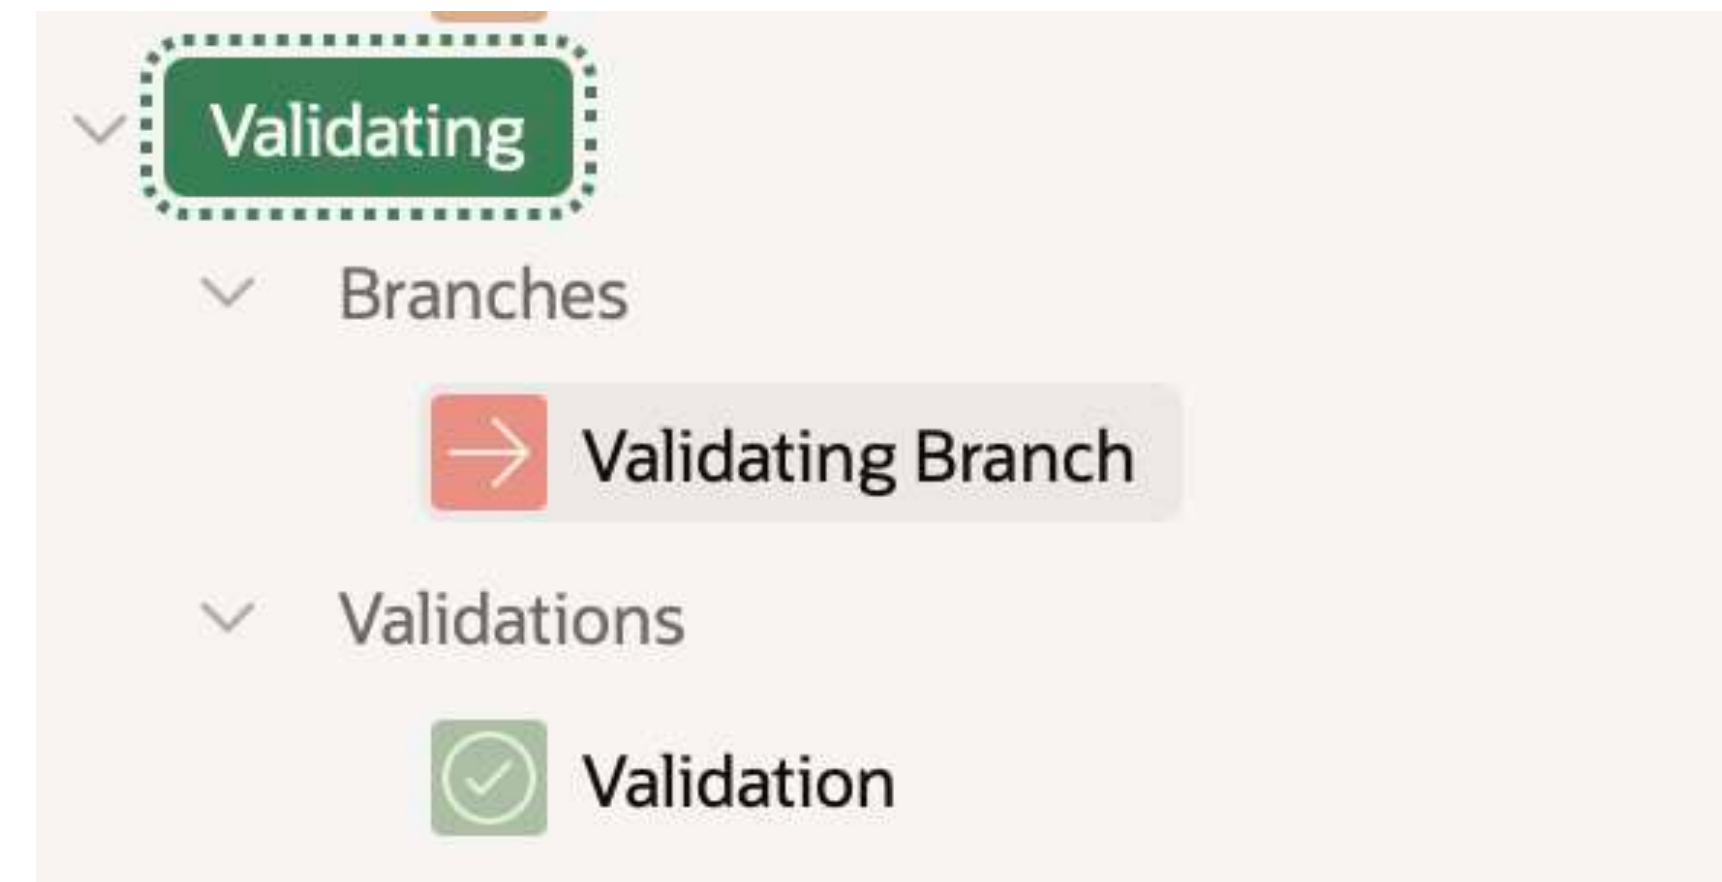 Validating
Branches
Validating Branch
Validations
Validation